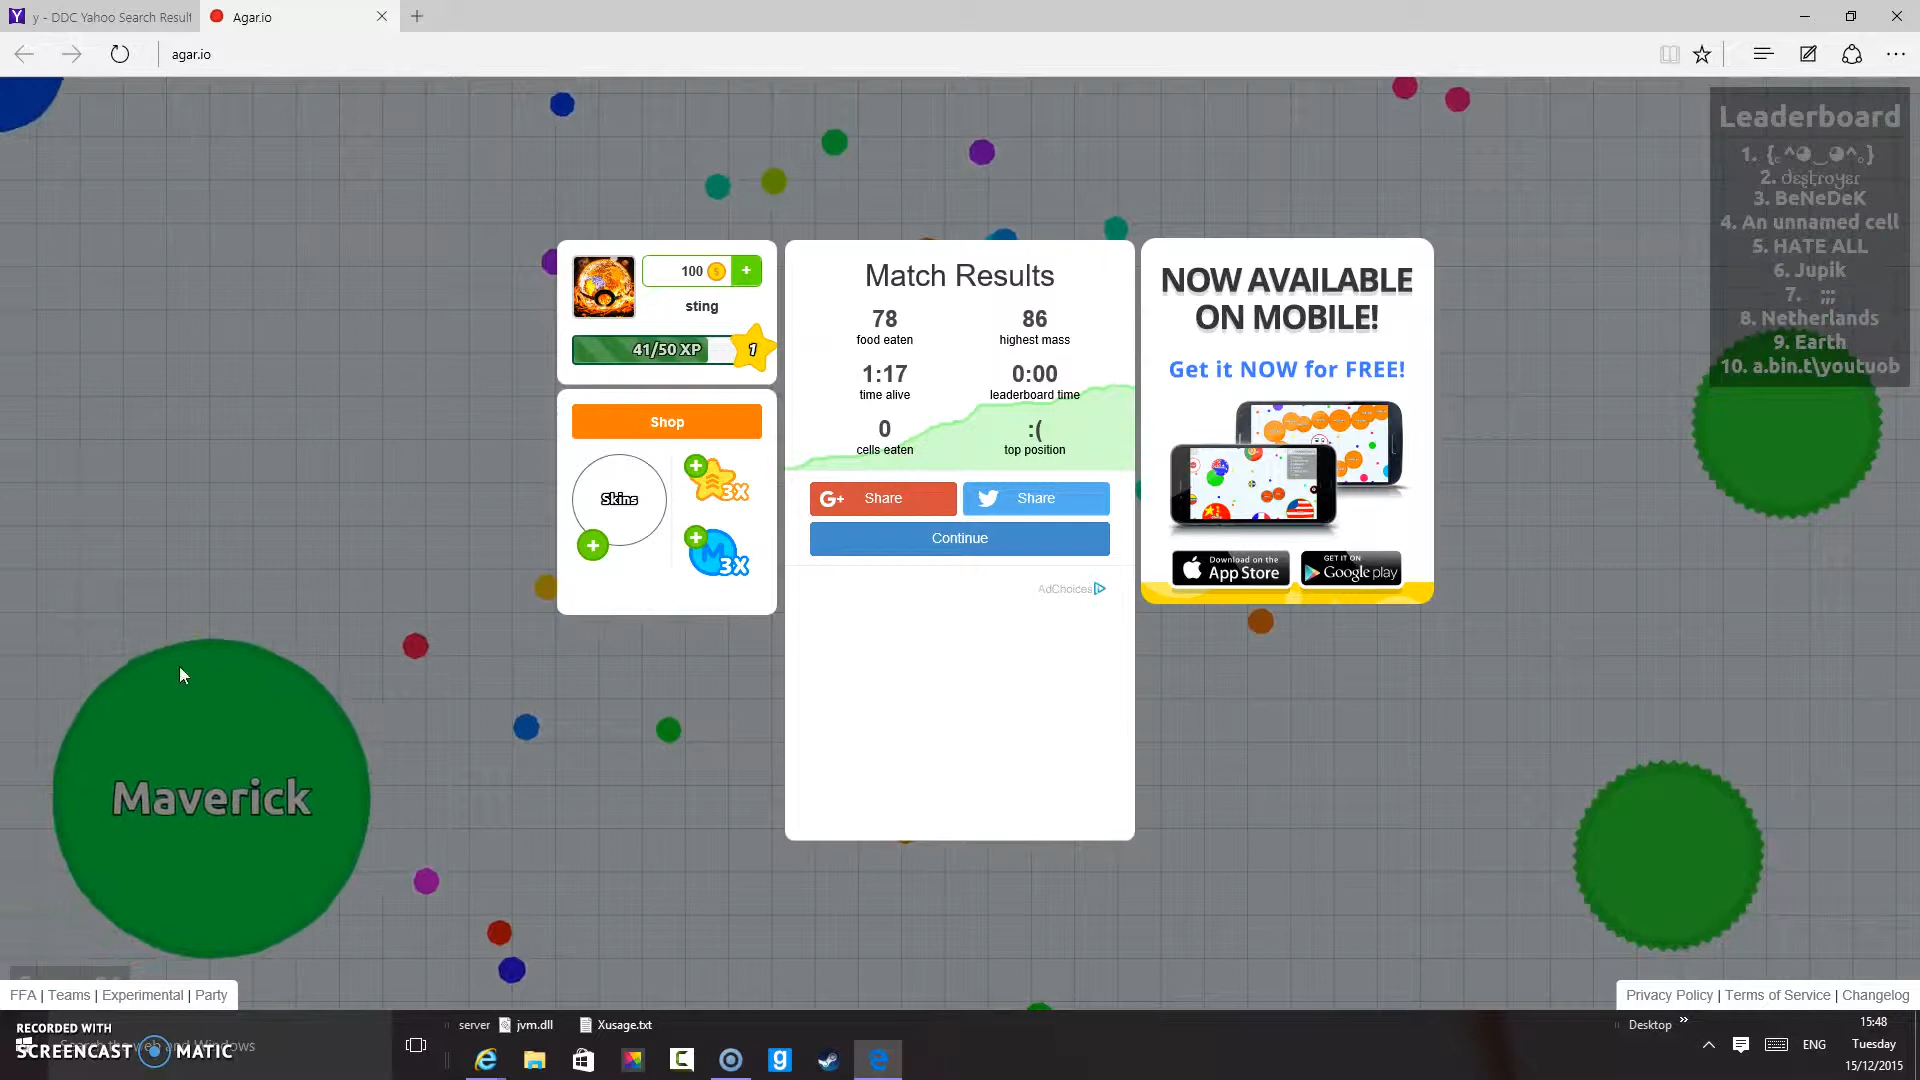 y - DDC Yahoo Search Result
Agar.io
agar.io
Leaderboard
2. destroyer
3. BeNeDeK
4. An unnamed cell
5. HATE ALL
6. Jupik
7. ;;;
8. Netherlands
9. Earth
10. a.bin.t\youtuob
100
sting
41/50 XP
1
Shop
Skins
3X
M
3X
Match Results
78
food eaten
86
highest mass
1:17
time alive
0:00
leaderboard time
0
cells eaten
:(
top position
G+ Share
Share
Continue
AdChoices
NOW AVAILABLE
ON MOBILE!
Get it NOW for FREE!
Download on the
App Store
GET IT ON
Google play
Maverick
FFA | Teams | Experimental | Party
Privacy Policy | Terms of Service | Changelog
RECORDED WITH
SCREENCAST MATIC
Search the web and Windows
server
jvm.dll
Xusage.txt
Desktop
ENG
15:48
Tuesday
15/12/2015